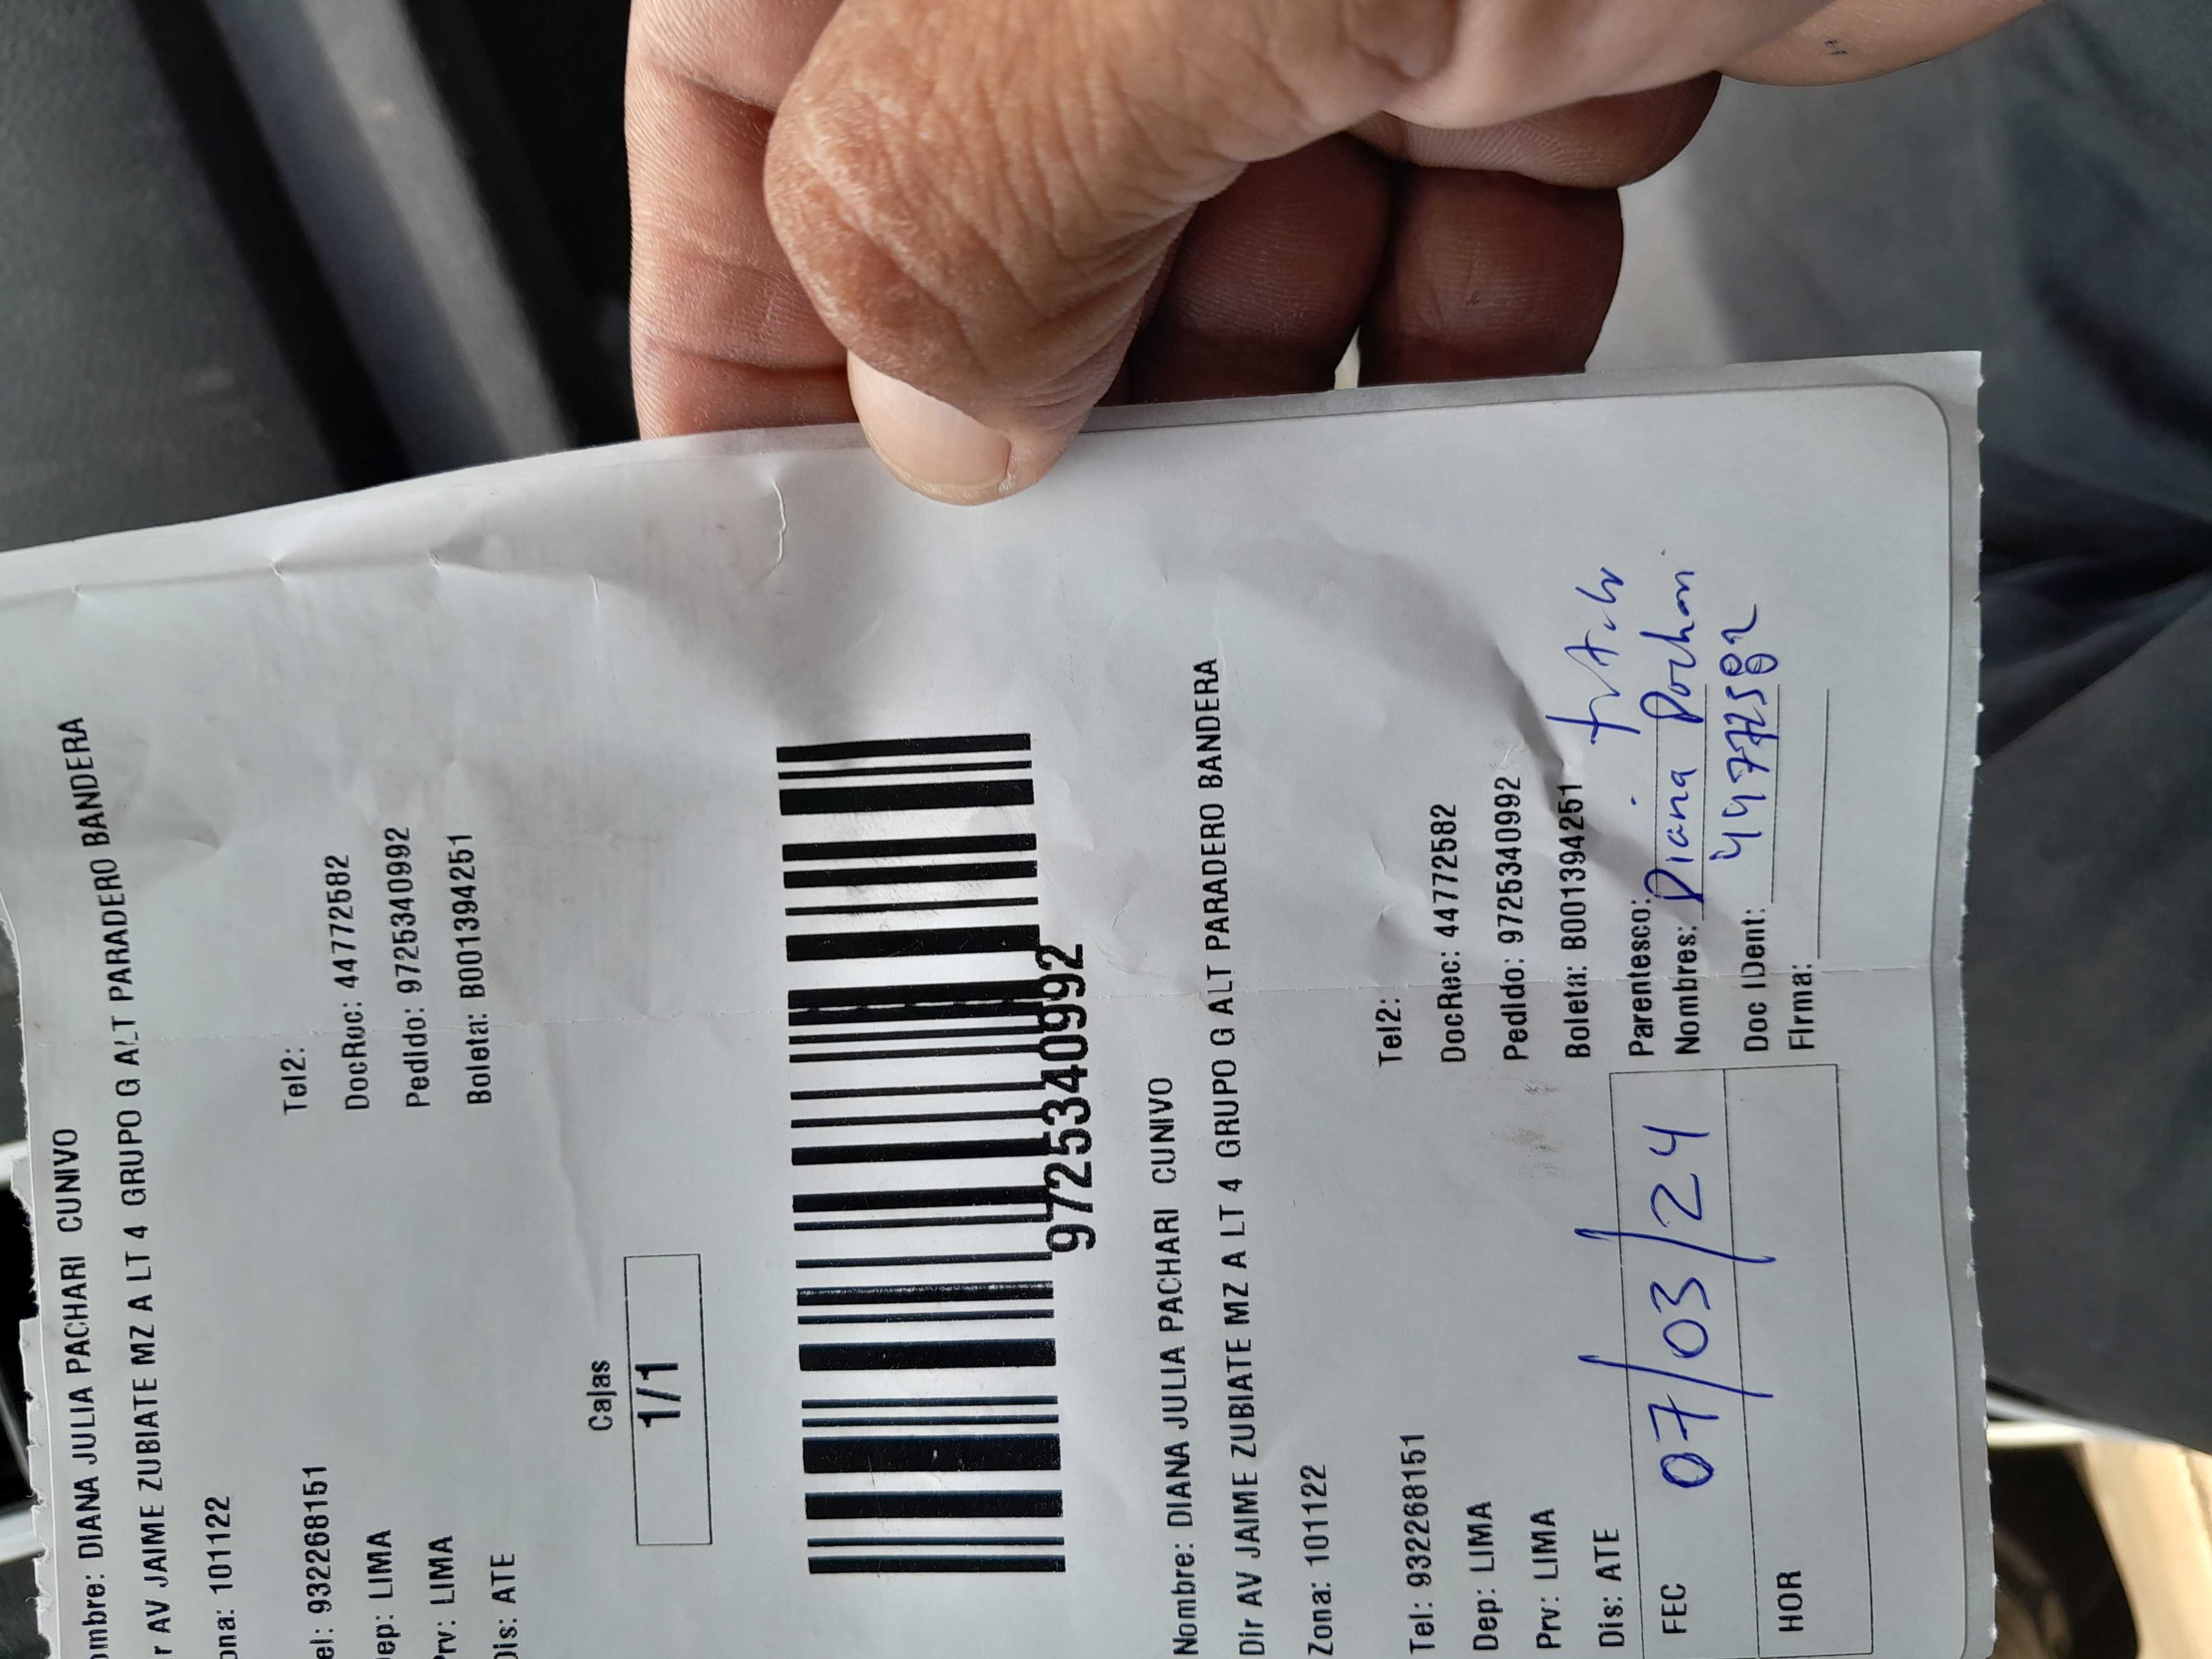 ombre: DIANA JULIA PACHARI CUNIVO
r AV JAIME ZUBIATE MZ A LT 4 GRUPO G ALT PARADERO BANDERA
ona: 101122
el: 932268151
Tel2:
ep: LIMA
DocRec: 44772582
rv: LIMA
Pedido: 9725340992
Dis: ATE
Boleta: B001394251
Cajas
1/1
9725340992
Nombre: DIANA JULIA PACHARI CUNIVO
Dir AV JAIME ZUBIATE MZ A LT 4 GRUPO G ALT PARADERO BANDERA
Zona: 101122
Tel: 932268151
Tel2:
Dep: LIMA
DocRec: 44772582
Prv: LIMA
Pedido: 9725340992
Dis: ATE
Boleta: B001394251
FEC 07/03/24
HOR
Parentesco:
Nombres: Diana
Doc IDent: 44772582
Firma: